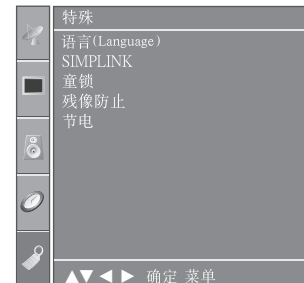 特殊
语言(Language)
SIMPLINK
童锁
残像防止
节电
▲▼◀▶ 确定 菜单